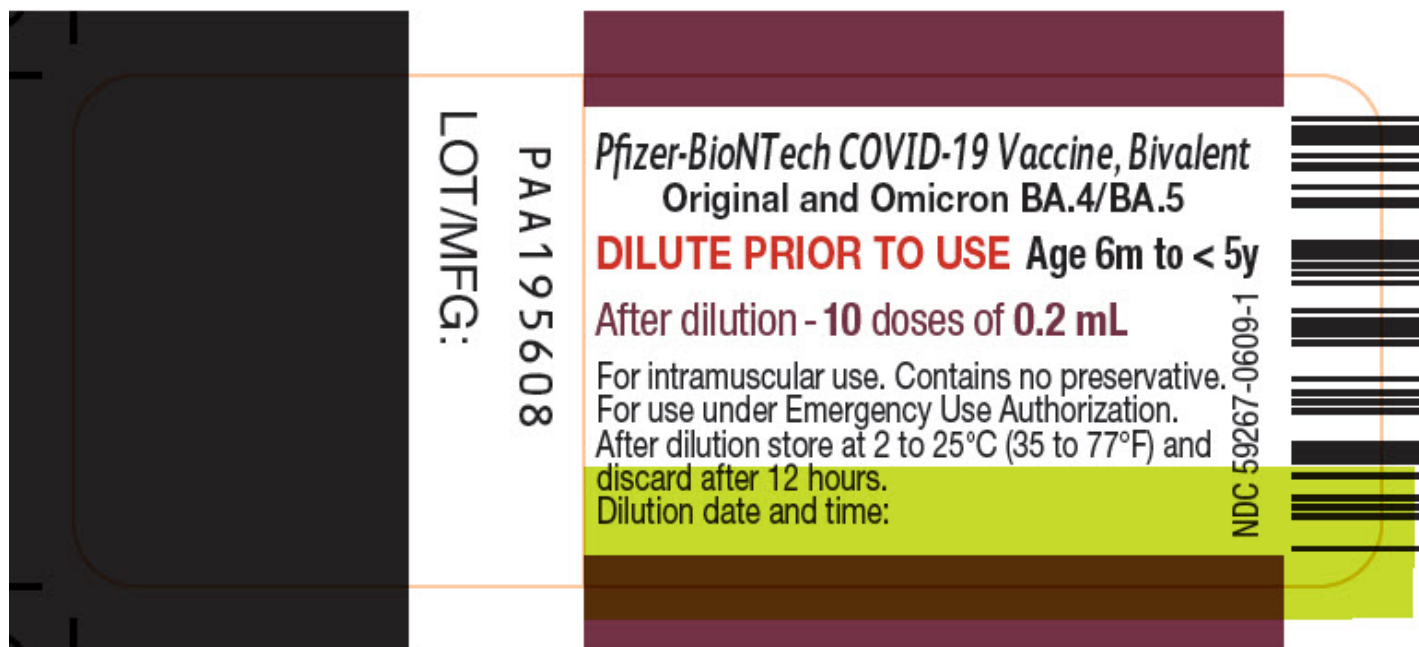 LOT/MFG:
PAA195608
Pfizer-BioNTech COVID-19 Vaccine, Bivalent
Original and Omicron BA.4/BA.5
DILUTE PRIOR TO USE Age 6m to < 5y
After dilution - 10 doses of 0.2 mL
For intramuscular use. Contains no preservative.
For use under Emergency Use Authorization.
After dilution store at 2 to 25°C (35 to 77°F) and
discard after 12 hours.
Dilution date and time:
NDC 59267-0609-1